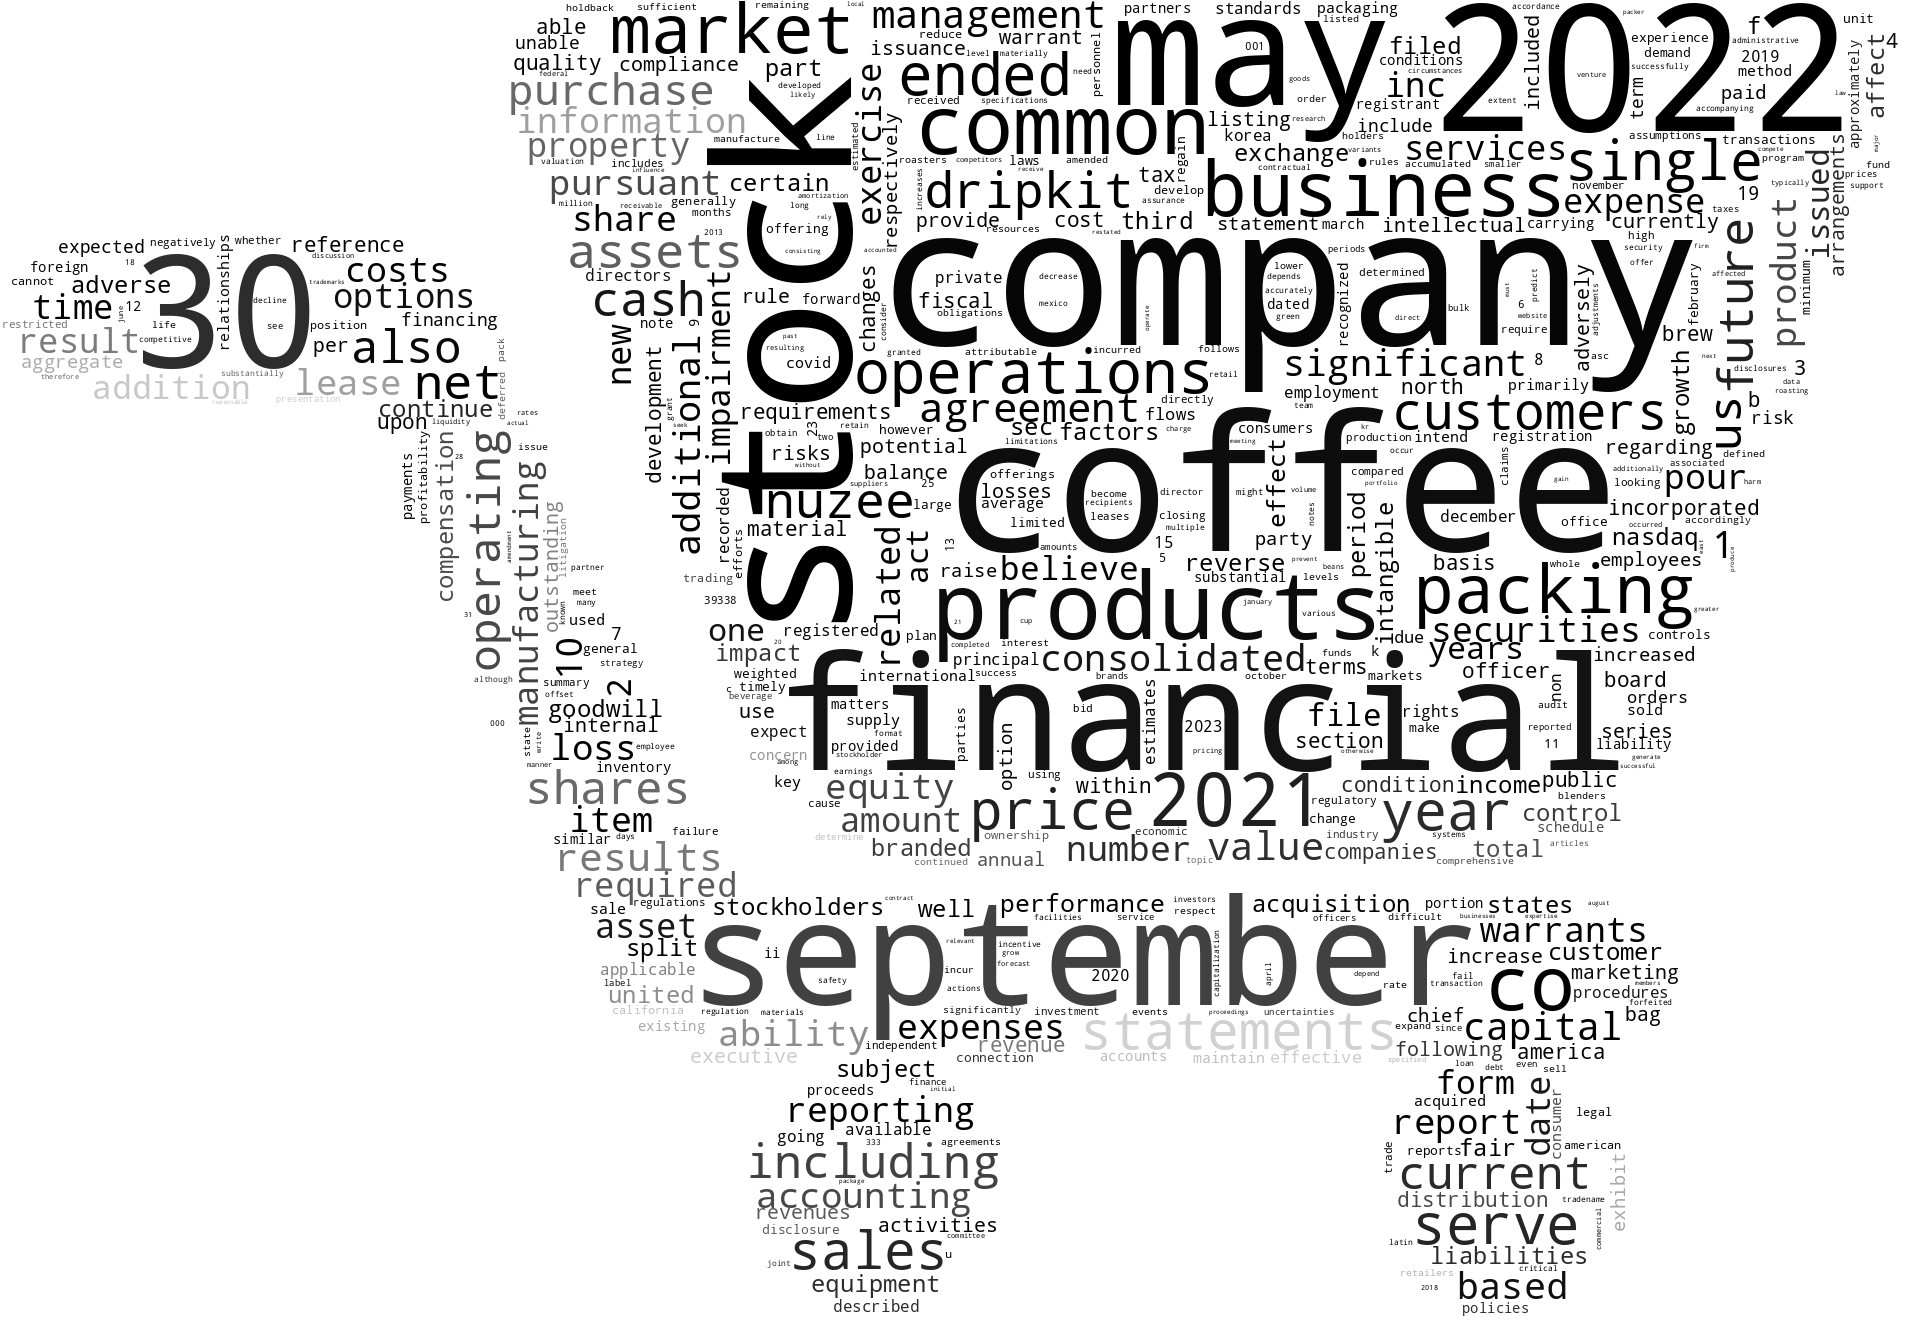 holdback sufficient remaining local
able market management partners standards packaging
unable reduce warrant
quality compliance issuance level materially
federal part ended may 2022
purchase developed likely
information received specifications
property manufacture line
valuation includes influence
pursuant certain common
million receivable generally amortization
share months long rely
assets 2013 offering consisting
directors stock exercise respectively estimated
cash rule forward
personnel need 001 goods order research
filed conditions circumstances inc registrant include
accordance packer included extent venture
experience demand successfully term
f unit administrative 2019 method paid accompanying
4 affect approximately law major
listing korea holders variants
exchange rules accumulated smaller contractual
services assumptions transactions compete program
single november typically prices support fund
roasters competitors laws amended regain
increases receive assurance dripkit tax develop
provide resources cost restated third
business expense 19 taxes currently issued arrangements
statement march intellectual carrying
accounted company periods high security offer firm
private fiscal obligations decrease mexico operate
lower depends accurately dated green
recognized determined direct bulk
must 6 predict website require adversely adjustments
february brew growth next affected
usfuture product minimum disclosures 3 data roasting
b risk
expected negatively whether reference
foreign 18 30 discussion costs
cannot adverse decline trademarks options
time 12 june life see relationships position financing
restricted competitive per also
result aggregate therefore substantially
addition reasonable presentation lease net
deferred pack continue rates
upon liquidity actual
payments profitability compensation 28 operating
manufacturing issue outstanding litigation amendment
31 although 000 partner
meet many known used 7
new note 9 additional impairment changes consider
development grant seek recorded efforts
past resulting covid
granted attributable incurred follows retail
operations significant 8 asc
agreement flows directly employment team north primarily
requirements obtain 23 two retain however potential
sec factors limitations charge consumers meeting
customers kr production intend registration regarding defined
risks without balance suppliers 25
coffee offerings losses average limited
become recipients leases director closing multiple
might volume effect notes party prevent
compared portfolio occur claims gain
additionally associated looking pour harm
nuzee large material
december office incorporated occurred accordingly
nasdaq 1 east produce
trading 39338 related act 13 amounts 15 5
raise believe reverse beans period intangible
basis whole employees
substantial levels packing greater
products january various 21 cup
one 20 registered plan completed interest
impact weighted principal consolidated funds k due
securities controls years increased
c timely beverage international success brands october terms markets officer
use expect concern financial
matters supply format provided stockholder among earnings
parties option bid estimates 2023 pricing
file section otherwise rights make non audit reported 11
board orders sold series liability generate successful
10 general strategy 2 summary offset
goodwill internal state write loss employee manner
inventory shares key using within
equity cause price 2021 regulatory change
condition income public blenders
item similar days failure determine amount
year control schedule industry systems articles
results branded continued ownership annual economic
number topic value companies comprehensive total
required
sale regulations contract stockholders well performance investors respect
facilities service acquisition officers difficult portion states businesses expertise august
asset split ii september warrants
relevant incentive grow forecast increase customer
applicable label safety incur actions 2020 capitalization april depend rate
fail transaction co marketing members procedures forfeited
united california existing regulation materials
significantly investment events proceedings uncertainties
chief capital bag
ability expenses statements expand since
executive independent revenue accounts maintain effective specified following america
connection loan debt even sell
subject finance form date consumer
proceeds initial acquired legal
reporting report
going available 333 agreements trade reports fair american
including package current exhibit
accounting distribution tradename
revenues disclosure activities committee serve commercial
sales u latin liabilities
joint retailers critical
equipment 2018 based
described policies